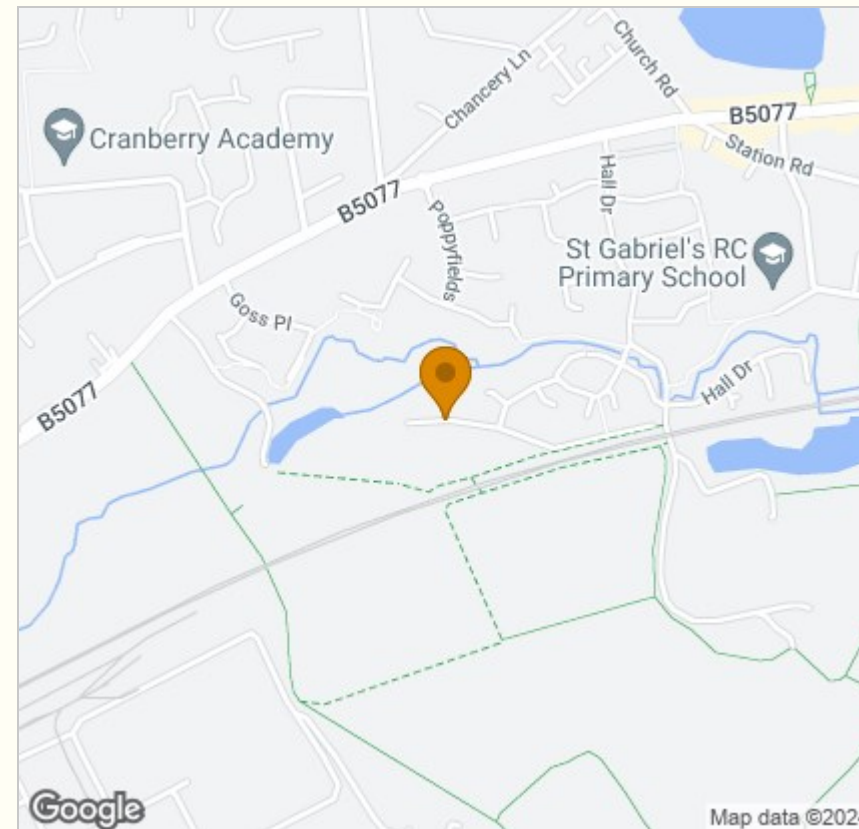 Chancery Ln
Church Rd
B5077
Cranberry Academy
Station Rd
B5077
Hall Dr
Poppyfields
St Gabriel's RC
Primary School
Goss Pl
B5077
Hall Dr
Google
Map data ©2024